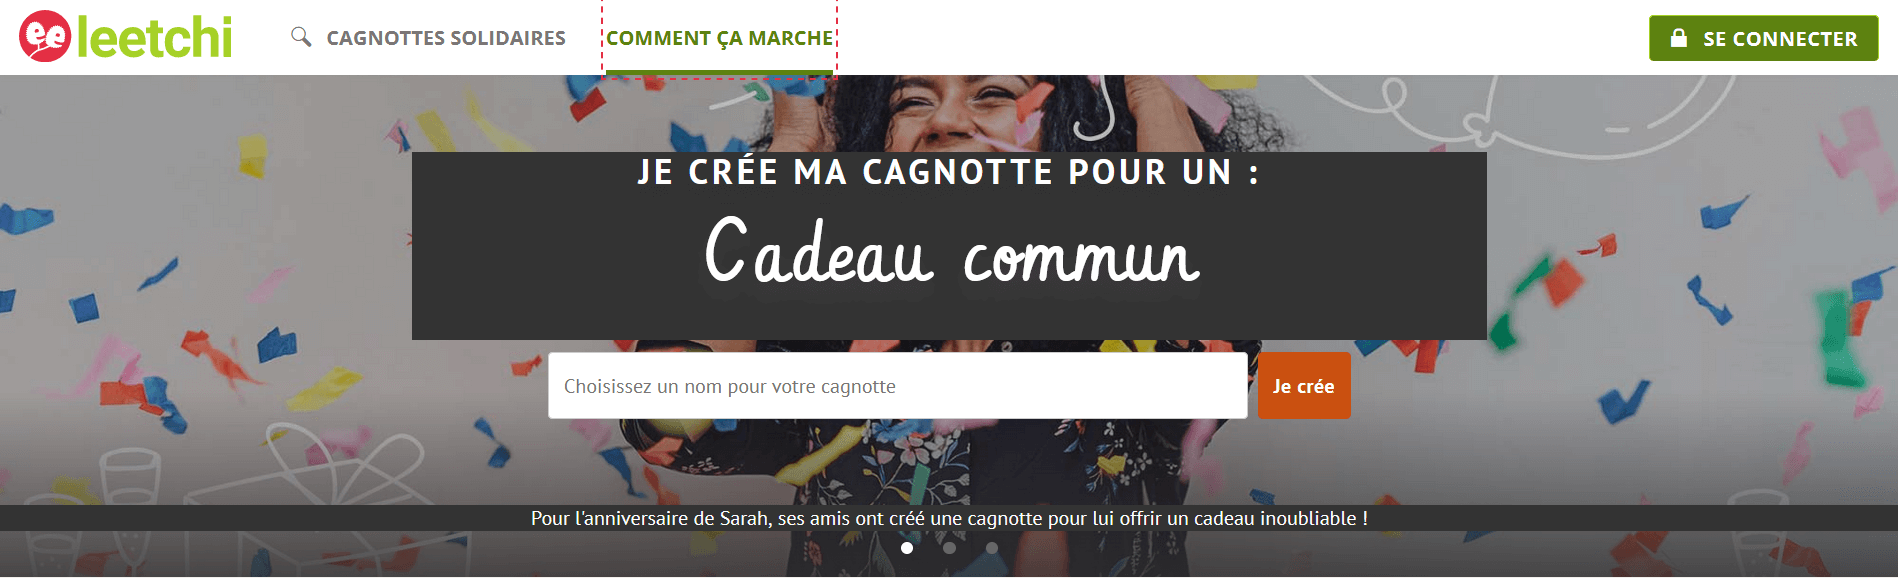 leetchi
CAGNOTTES SOLIDAIRES
COMMENT ÇA MARCHE
SE CONNECTER
JE CRÉE MA CAGNOTTE POUR UN :
Cadeau commun
Choisissez un nom pour votre cagnotte
Je crée
Pour l'anniversaire de Sarah, ses amis ont créé une cagnotte pour lui offrir un cadeau inoubliable !